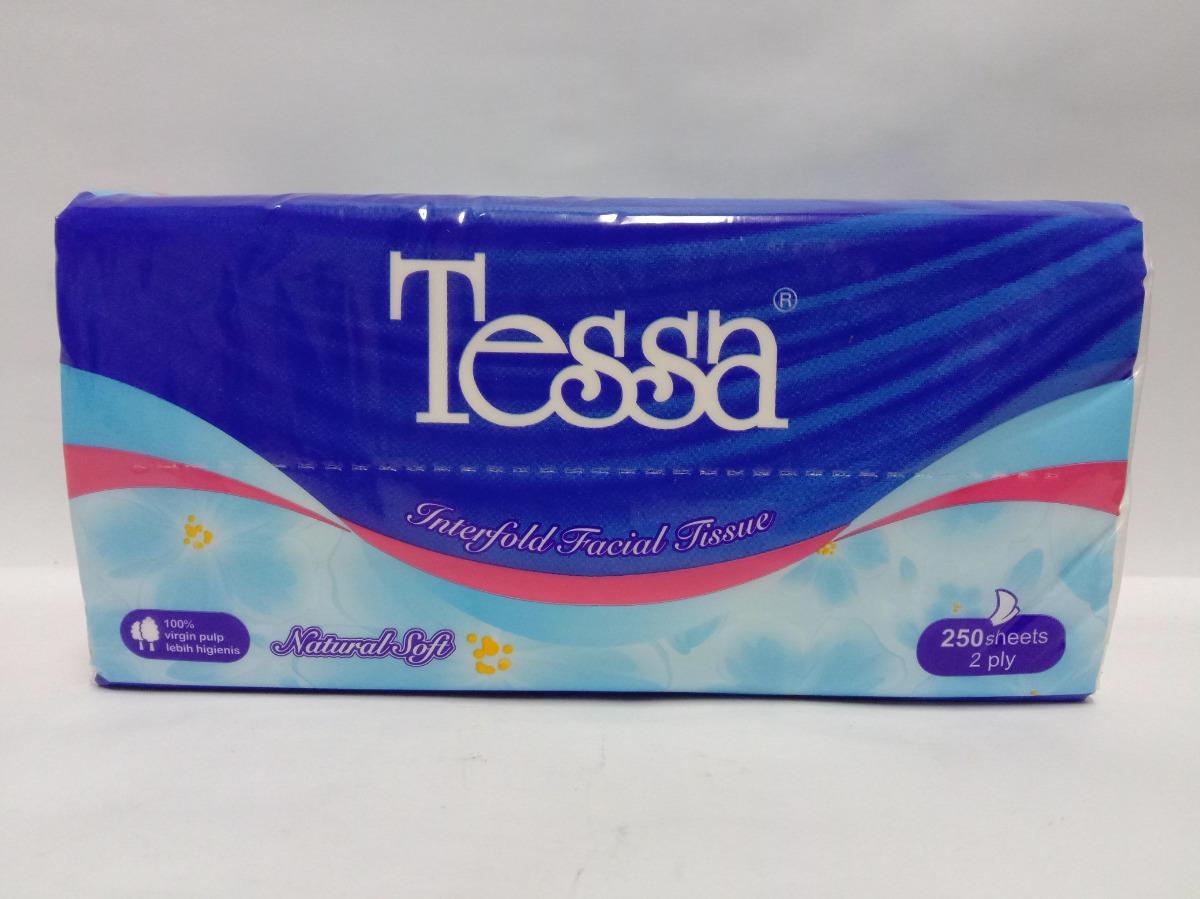 Tessa®
Interfold Facial Tissue
100%
virgin pulp
lebih higienis
Natural Soft
250 sheets
2 ply